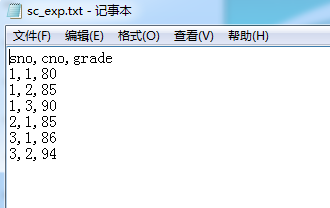 sc_exp.txt - 记事本
文件(F) 编辑(E) 格式(O) 查看(V) 帮助(H)
sno,cno,grade
1,1,80
1,2,85
1,3,90
2,1,85
3,1,86
3,2,94